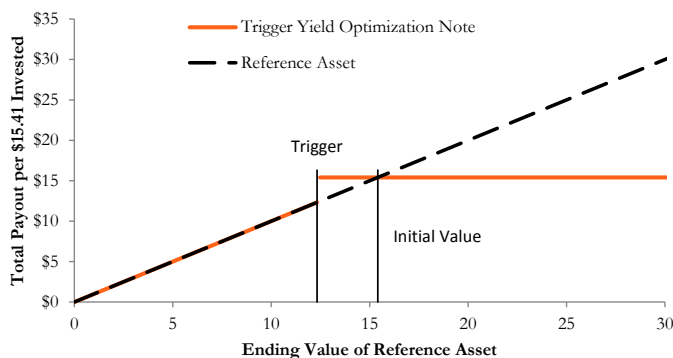 $35
Trigger Yield Optimization Note
$30
Reference Asset
$25
$20
Trigger
$15
$10
Initial Value
$5
$0
0 5 10 15 20 25 30
Total Payout per $15.41 Invested
Ending Value of Reference Asset